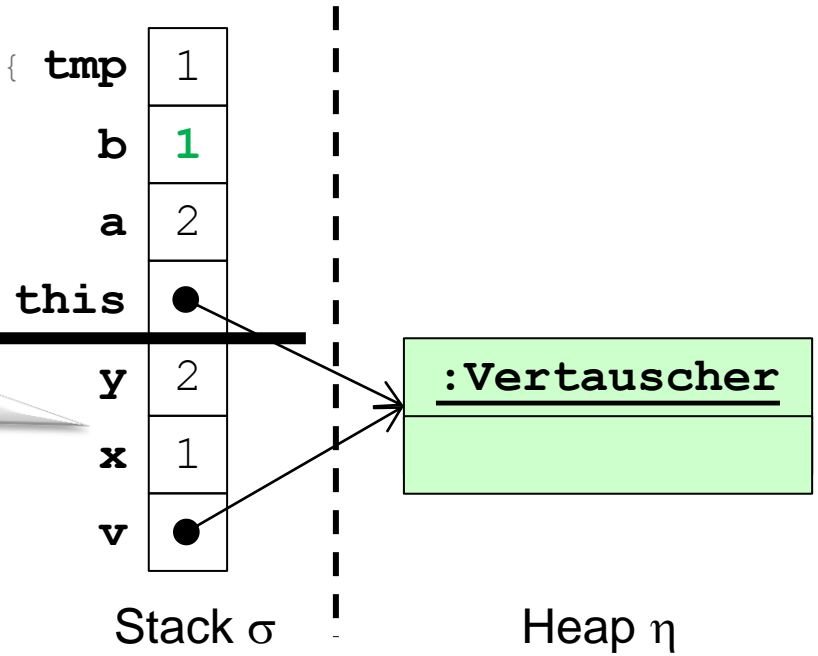 { tmp 1
b 1
a 2
this
y 2 :Vertauscher
x 1
v
Stack σ Heap η